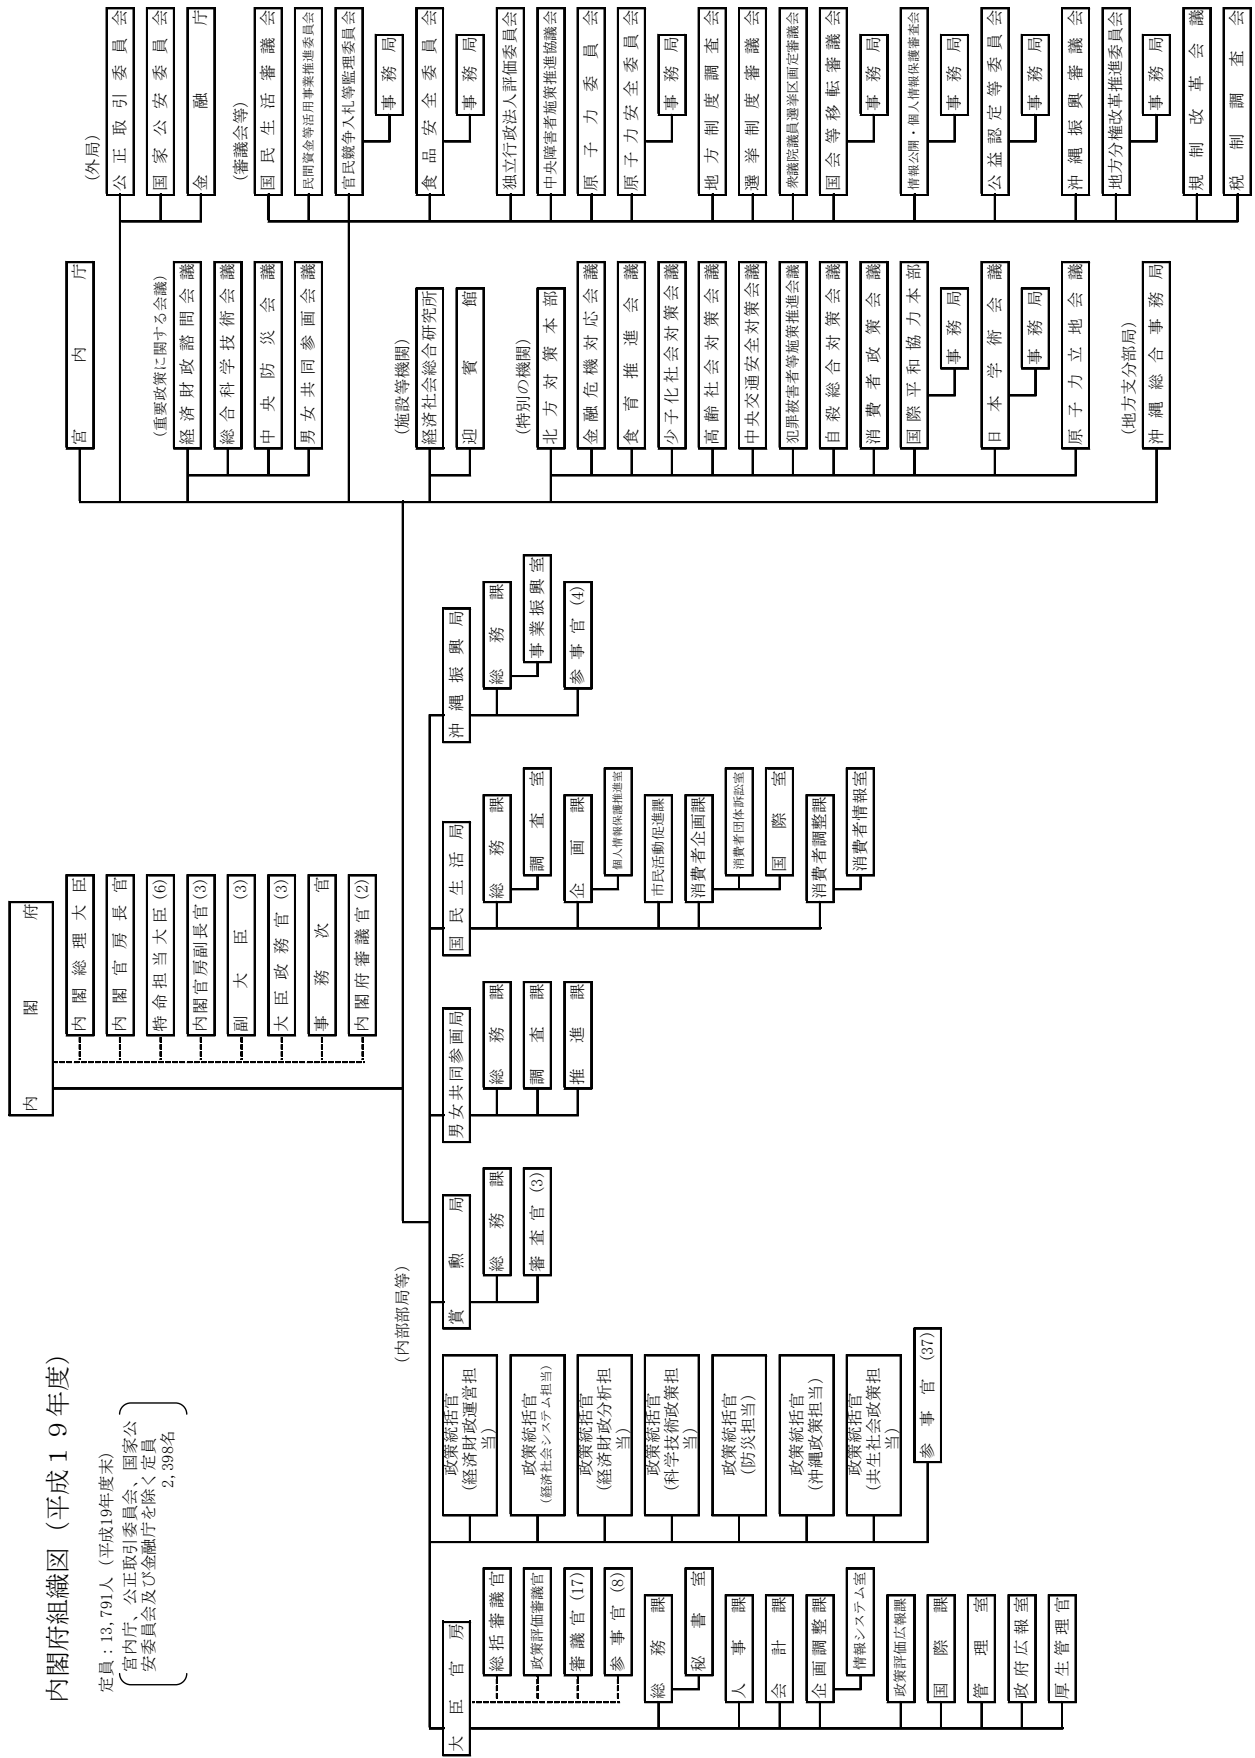 内閣府組織図（平成１９年度）
定員：13,791人（平成19年度末）
宮内庁、公正取引委員会、国家公
安委員会及び金融庁を除く定員
2,398名
内閣府
内閣総理大臣
内閣官房長官
特命担当大臣(6)
内閣官房副長官(3)
副大臣(3)
大臣政務官(3)
事務次官
内閣府審議官(2)
(内部部局等)
大臣官房
総括審議官
政策評価審議官
審議官(17)
参事官(8)
総務課
秘書室
人事課
会計課
企画調整課
情報システム室
政策評価広報課
国際課
管理室
政府広報室
厚生管理官
政策統括官
(経済財政運営担
当)
政策統括官
(経済社会システム担当)
政策統括官
(経済財政分析担
当)
政策統括官
(科学技術政策担
当)
政策統括官
(防災担当)
政策統括官
(沖縄政策担当)
政策統括官
(共生社会政策担
当)
参事官(37)
賞勲局
総務課
審査官(3)
男女共同参画局
総務課
調査課
推進課
国民生活局
総務課
調査室
企画課
個人情報保護推進室
市民活動促進課
消費者企画課
消費者団体訴訟室
国際室
消費者調整課
消費者情報室
沖縄振興局
総務課
事業振興室
参事官(4)
宮内庁
(重要政策に関する会議)
経済財政諮問会議
総合科学技術会議
中央防災会議
男女共同参画会議
(施設等機関)
経済社会総合研究所
迎賓館
(特別の機関)
北方対策本部
金融危機対応会議
食育推進会議
少子化社会対策会議
高齢社会対策会議
中央交通安全対策会議
犯罪被害者等施策推進会議
自殺総合対策会議
消費者政策会議
国際平和協力本部
事務局
日本学術会議
事務局
原子力立地会議
(地方支分部局)
沖縄総合事務局
(外局)
公正取引委員会
国家公安委員会
金融庁
(審議会等)
国民生活審議会
民間資金等活用事業推進委員会
官民競争入札等監理委員会
事務局
食品安全委員会
事務局
独立行政法人評価委員会
中央障害者施策推進協議会
原子力委員会
原子力安全委員会
事務局
地方制度調査会
選挙制度審議会
衆議院議員選挙区画定審議会
国会等移転審議会
事務局
情報公開・個人情報保護審査会
事務局
公益認定等委員会
事務局
沖縄振興審議会
地方分権改革推進委員会
事務局
規制改革会議
税制調査会